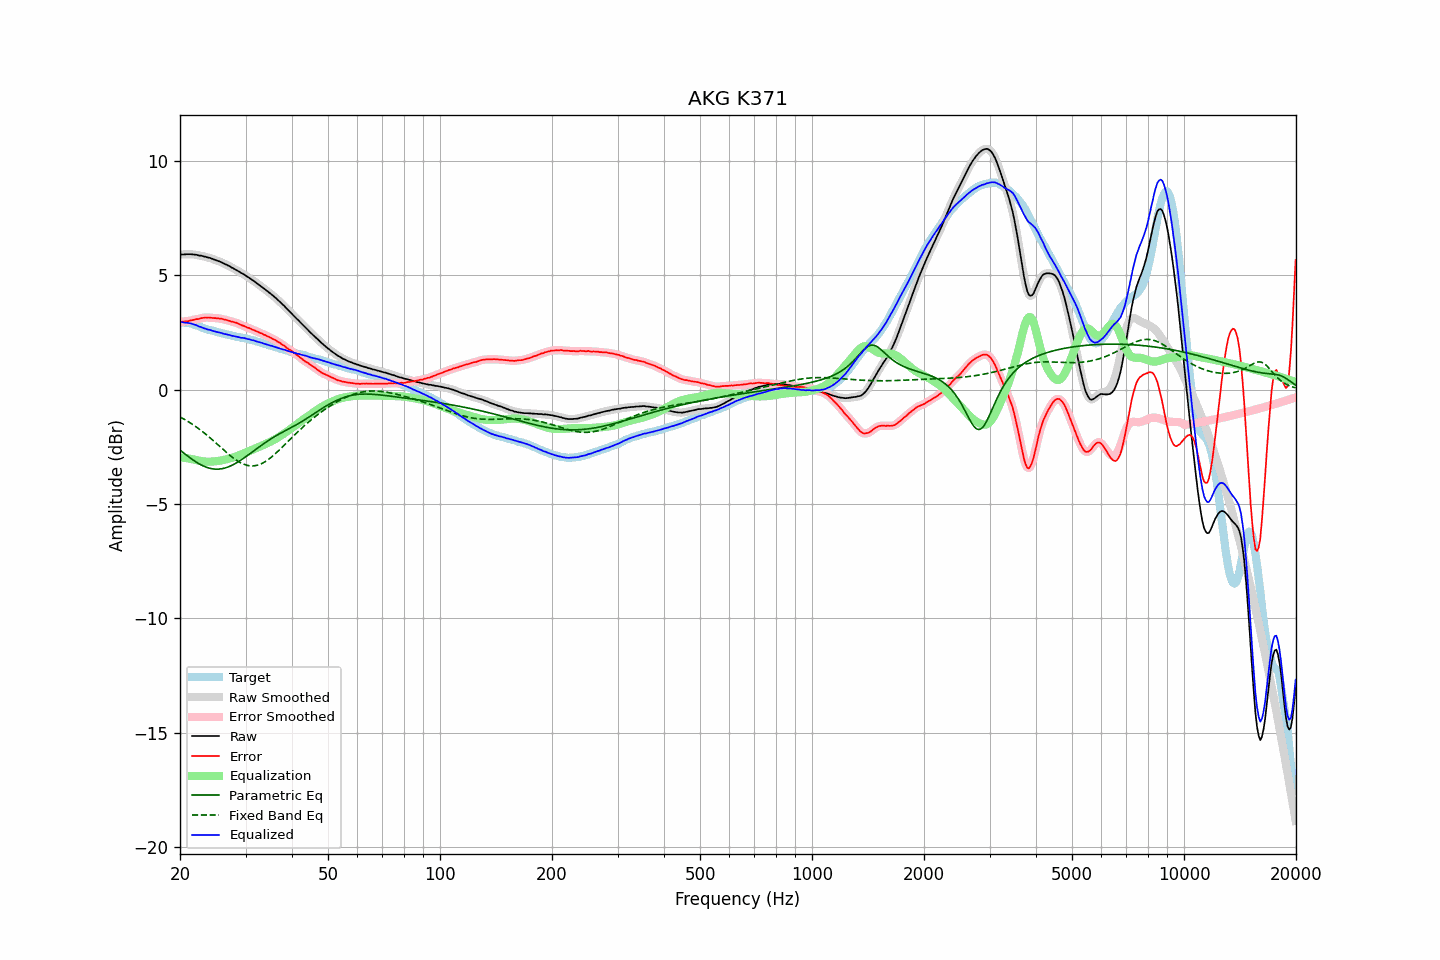 AKG K371
Amplitude (dBr)
10
5
0
−5
−10
−15
−20
Target
Raw Smoothed
Error Smoothed
Raw
Error
Equalization
Parametric Eq
Fixed Band Eq
Equalized
20 50 100 200 500 1000 2000 5000 10000 20000
Frequency (Hz)